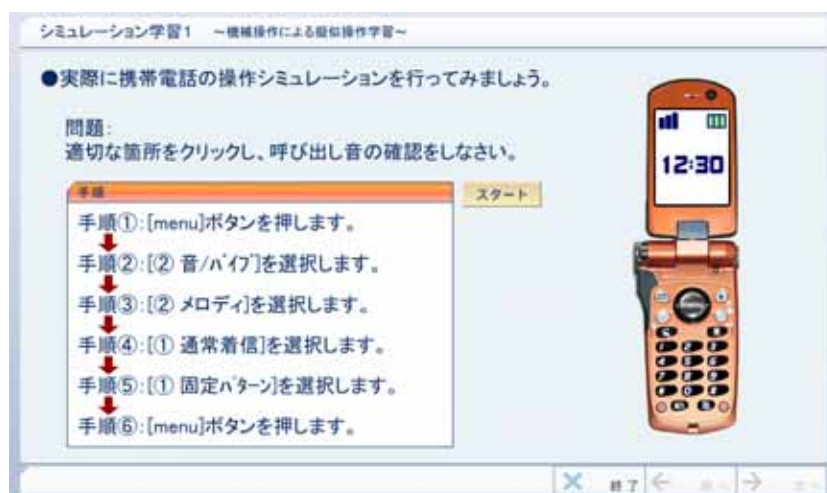 シミュレーション学習1　～機械操作による擬似操作学習～
●実際に携帯電話の操作シミュレーションを行ってみましょう。
問題:
適切な箇所をクリックし、呼び出し音の確認をしなさい。
手順
スタート
手順①:[menu]ボタンを押します。
手順②:[② 音/ﾊﾞｲﾌﾞ]を選択します。
手順③:[② メロディ]を選択します。
手順④:[① 通常着信]を選択します。
手順⑤:[① 固定ﾊﾟﾀｰﾝ]を選択します。
手順⑥:[menu]ボタンを押します。
12:30
終了